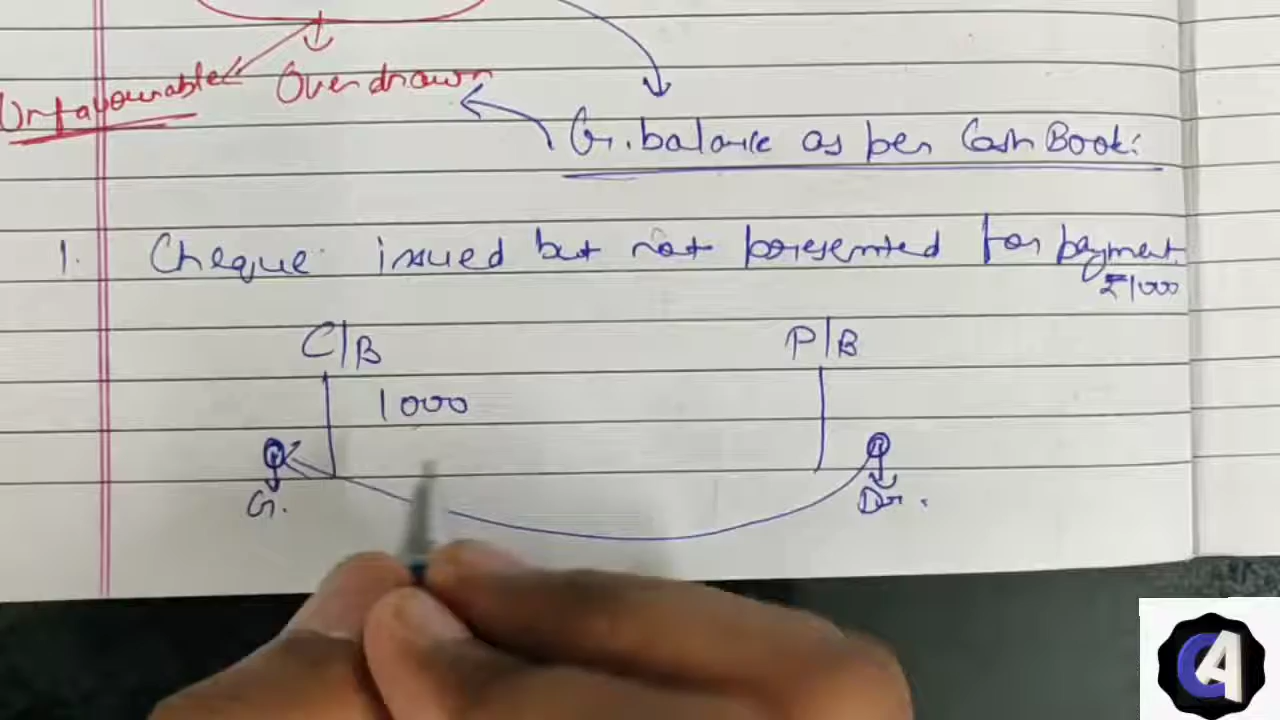 Unfavourable Overdrawn
Cr. balance as per Cash Book:
1. Cheque issued but not presented for payment.
₹1000
C/B P/B
1000
Cr. Dr.
CA